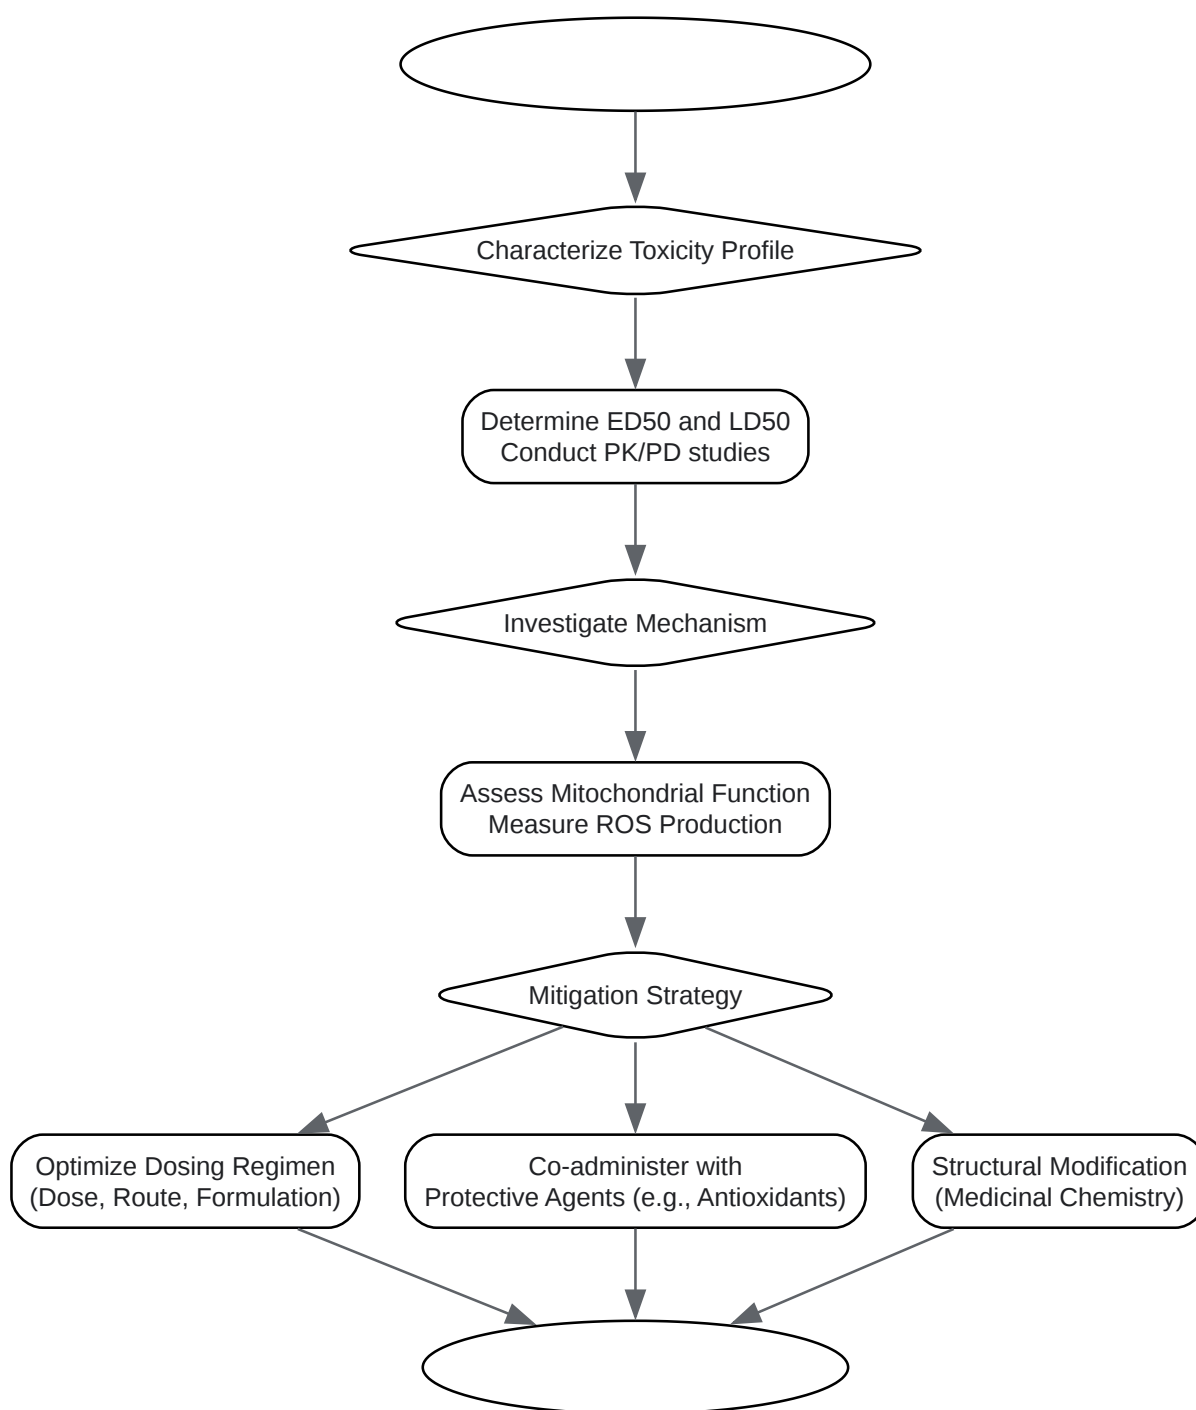 Characterize Toxicity Profile
Determine ED50 and LD50
Conduct PK/PD studies
Investigate Mechanism
Assess Mitochondrial Function
Measure ROS Production
Mitigation Strategy
Optimize Dosing Regimen
(Dose, Route, Formulation)
Co-administer with
Protective Agents (e.g., Antioxidants)
Structural Modification
(Medicinal Chemistry)